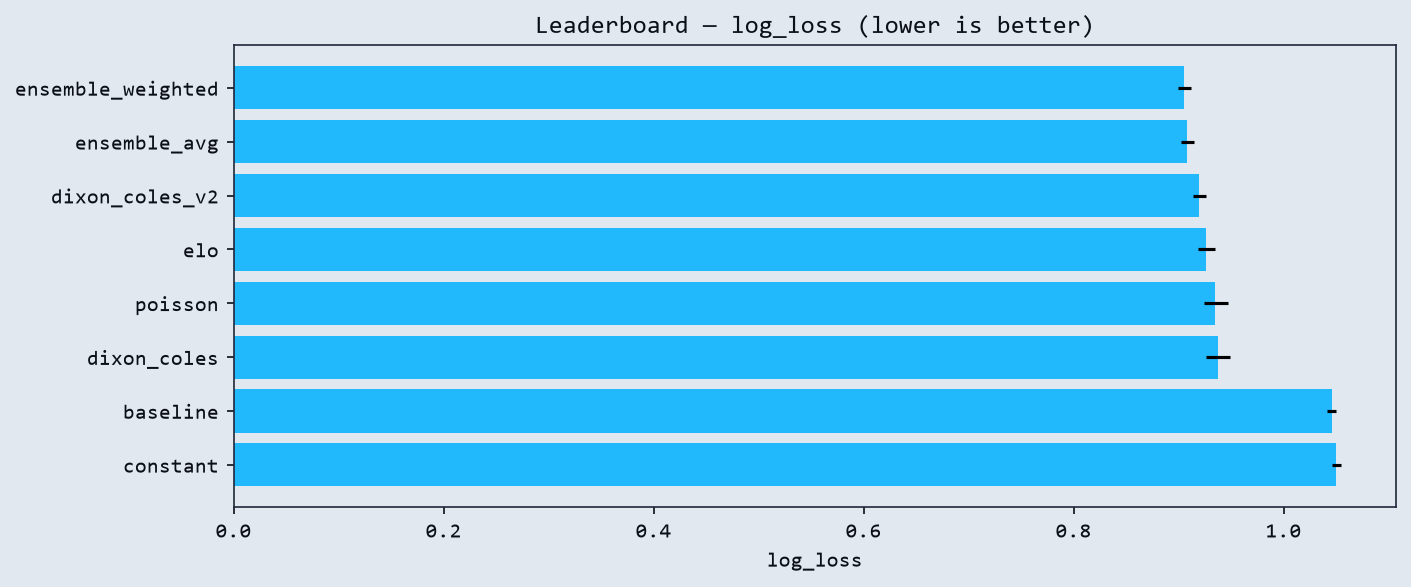 Leaderboard — log_loss (lower is better)
ensemble_weighted
ensemble_avg
dixon_coles_v2
elo
poisson
dixon_coles
baseline
constant
0.0 0.2 0.4 0.6 0.8 1.0
log_loss